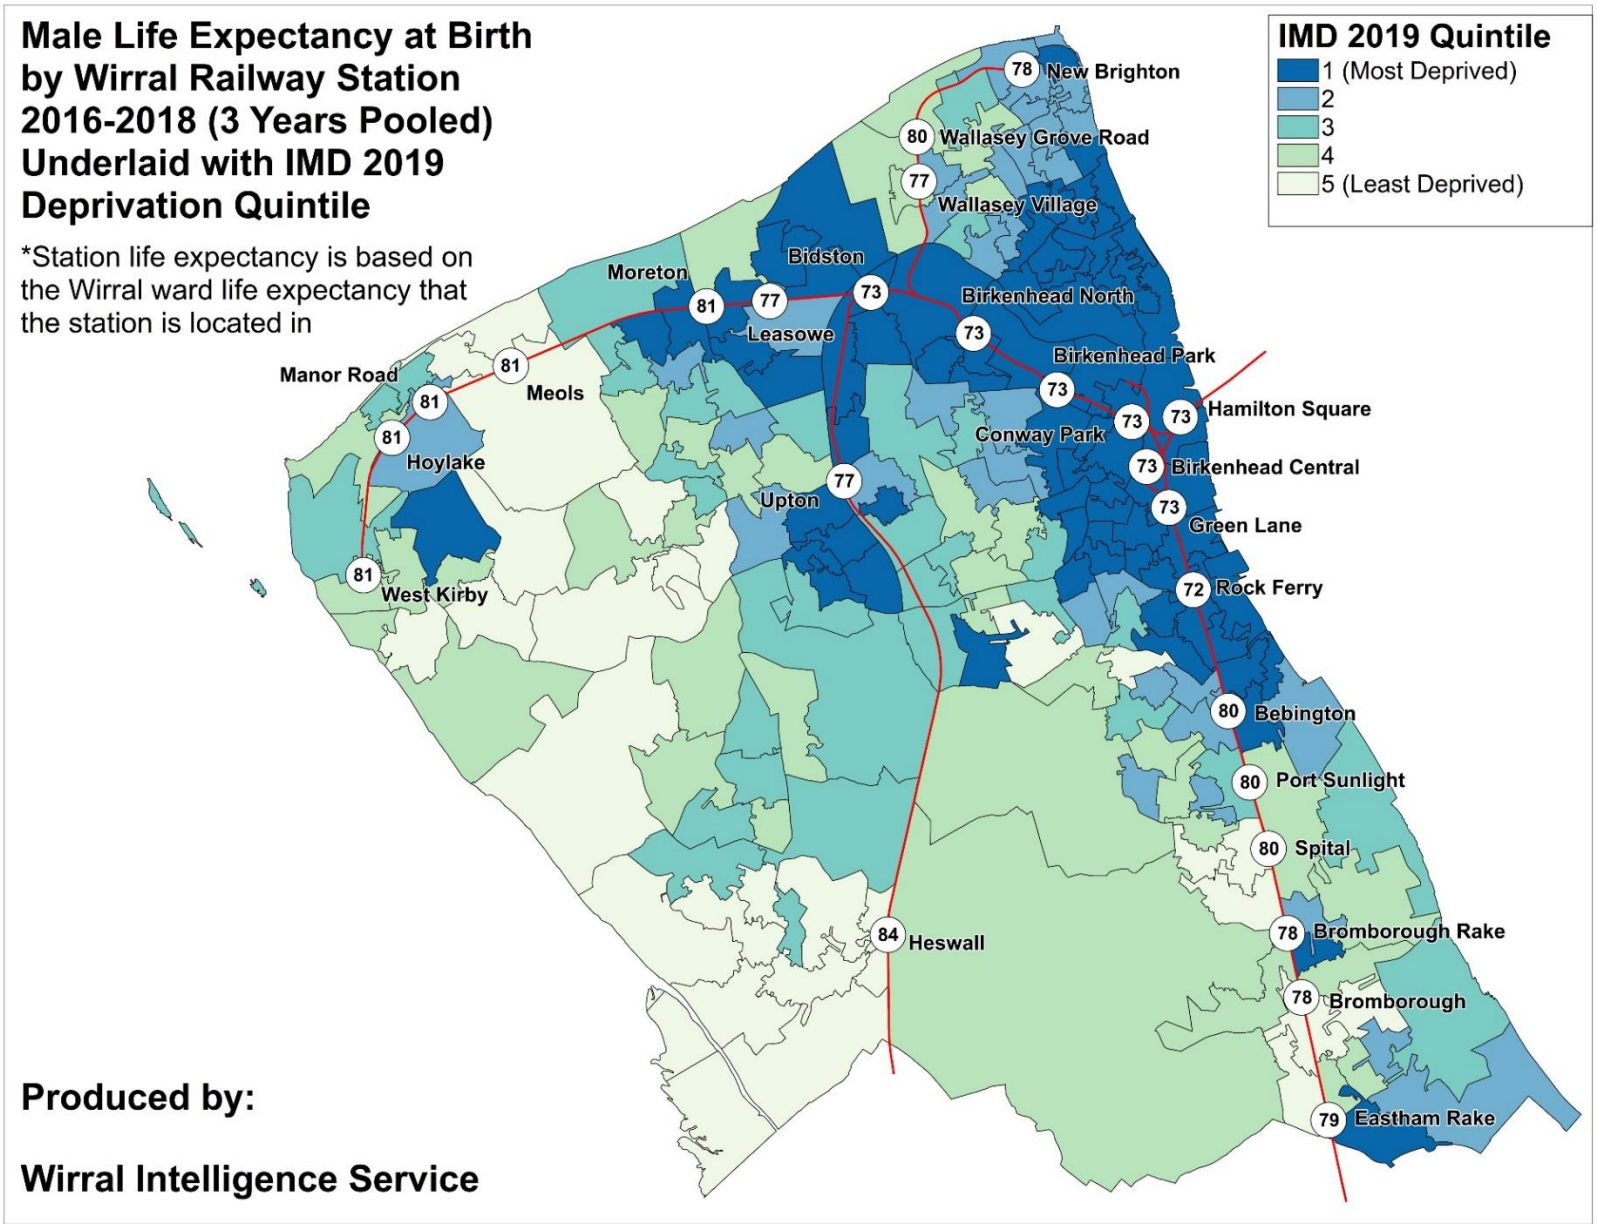 Male Life Expectancy at Birth
by Wirral Railway Station
2016-2018 (3 Years Pooled)
Underlaid with IMD 2019
Deprivation Quintile
*Station life expectancy is based on
the Wirral ward life expectancy that
the station is located in
IMD 2019 Quintile
1 (Most Deprived)
2
3
4
5 (Least Deprived)
78 New Brighton
80 Wallasey Grove Road
77
Wallasey Village
Bidston
Moreton
73
Birkenhead North
81
77
Leasowe
73
Birkenhead Park
81
Meols
Manor Road
81
73
73
73 Hamilton Square
Conway Park
81
Hoylake
73 Birkenhead Central
77
Upton
73
Green Lane
81
West Kirby
72 Rock Ferry
80 Bebington
80 Port Sunlight
80 Spital
78 Bromborough Rake
84 Heswall
78 Bromborough
79 Eastham Rake
Produced by:
Wirral Intelligence Service